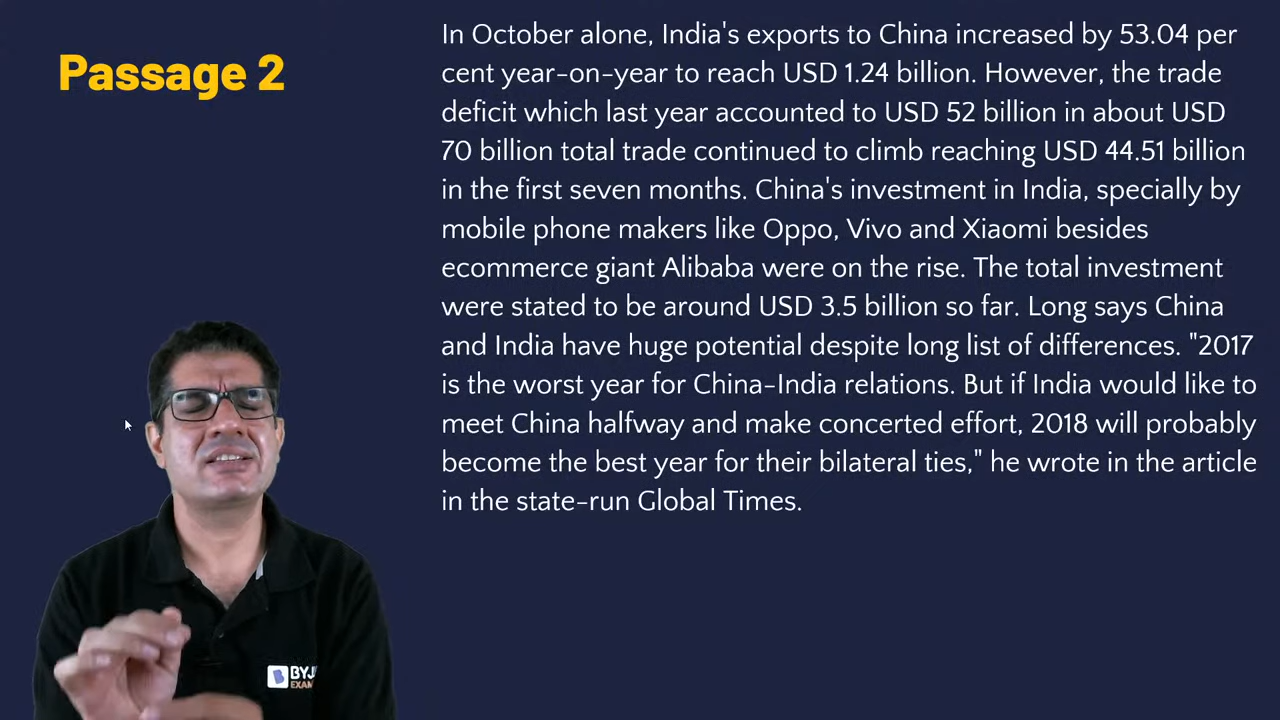 Passage 2
In October alone, India's exports to China increased by 53.04 per
cent year-on-year to reach USD 1.24 billion. However, the trade
deficit which last year accounted to USD 52 billion in about USD
70 billion total trade continued to climb reaching USD 44.51 billion
in the first seven months. China's investment in India, specially by
mobile phone makers like Oppo, Vivo and Xiaomi besides
ecommerce giant Alibaba were on the rise. The total investment
were stated to be around USD 3.5 billion so far. Long says China
and India have huge potential despite long list of differences. "2017
is the worst year for China-India relations. But if India would like to
meet China halfway and make concerted effort, 2018 will probably
become the best year for their bilateral ties," he wrote in the article
in the state-run Global Times.